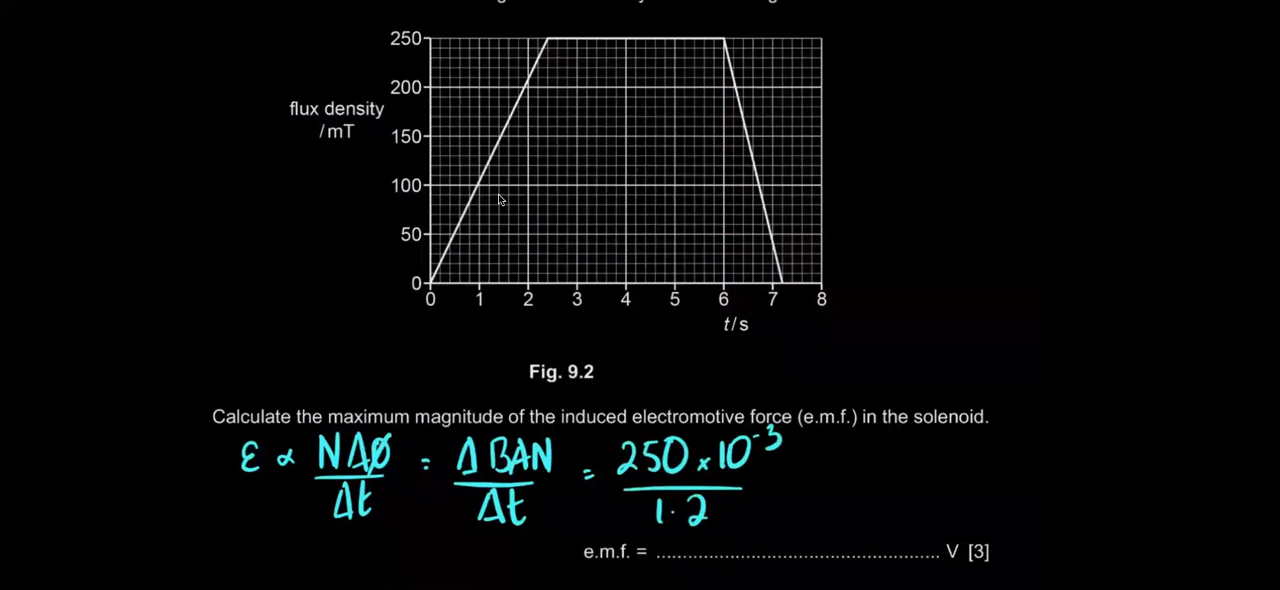 250
200
flux density
/mT
150
100
50
0
0 1 2 3 4 5 6 7 8
t/s
Fig. 9.2
Calculate the maximum magnitude of the induced electromotive force (e.m.f.) in the solenoid.
ε ∝ NΔφ/Δt = ΔBAN/Δt = 250×10⁻³/1.2
e.m.f. = ...................................................... V [3]